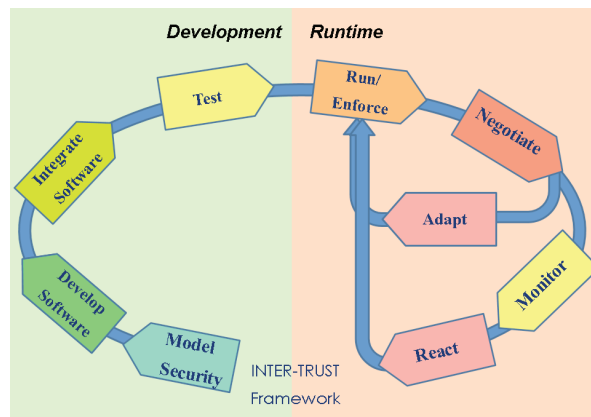 Development
Runtime
Test
Run/
Enforce
Negotiate
Integrate
Software
Adapt
Develop
Software
Monitor
Model
Security
React
INTER-TRUST
Framework